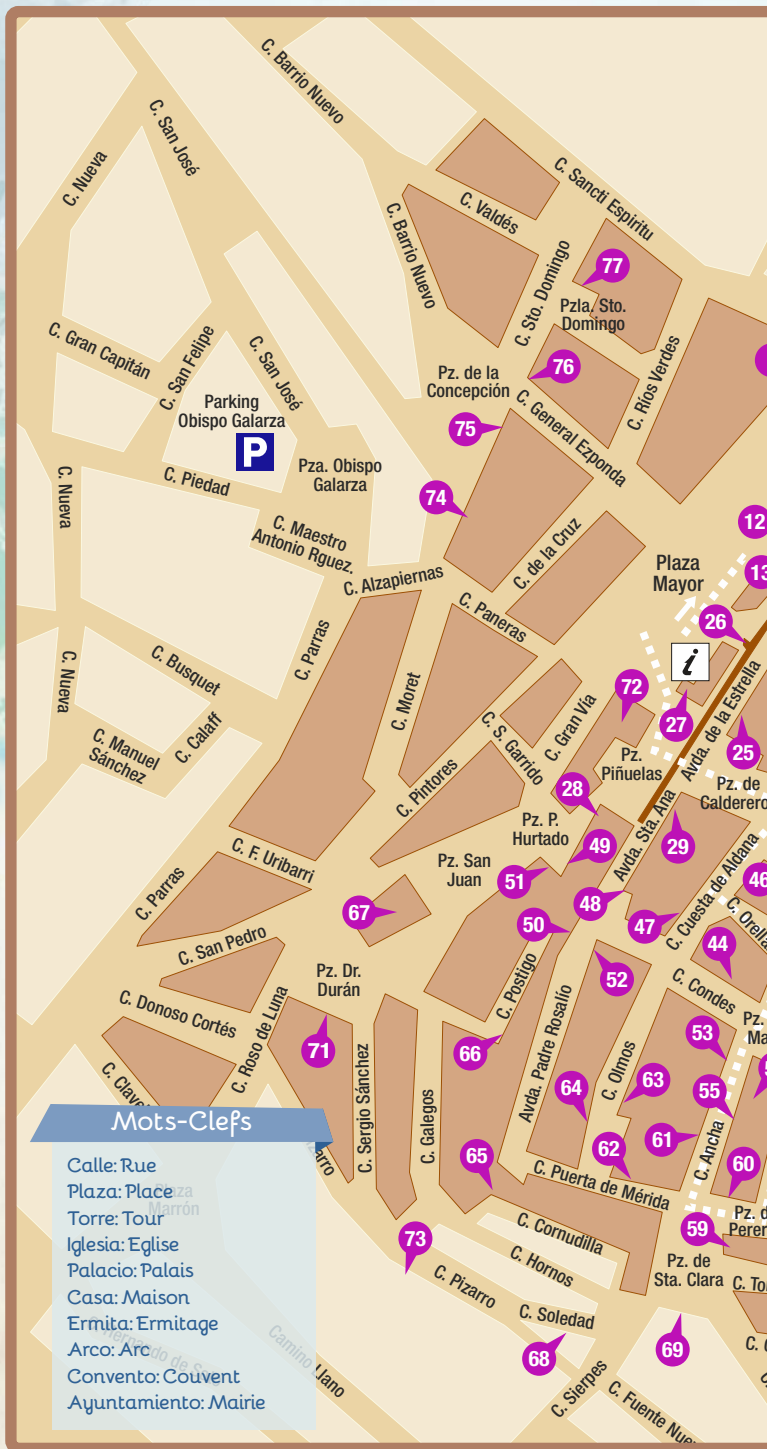 C. Barrio Nuevo
C. San José
C. Nueva
C. Sancti Espiritu
C. Valdés
C. Barrio Nuevo
77
C. Sto. Domingo
Pzla. Sto.
Domingo
C. Gran Capitán
C. San Felipe
C. San José
C. Ríos Verdes
76
Pz. de la
Concepción
Parking
Obispo Galarza
P
C. General Ezponda
75
Pza. Obispo
Galarza
C. Nueva
C. Piedad
74
12
C. Maestro
Antonio Rguez.
C. de la Cruz
Plaza
Mayor
13
C. Alzapiernas
C. Paneras
26
C. Parras
i
C. Nueva
C. Busquet
72
C. Moret
Avda. de la Estrella
27
C. S. Garrido
C. Gran Vía
C. Manuel
Sánchez
C. Calaff
25
Pz.
Piñuelas
C. Pintores
28
Pz. de
Pz. P.
Hurtado
Avda. Sta. Ana
49
29
C. F. Uribarri
Pz. San
Juan
51
C. Cuesta de Aldana
46
C. Parras
67
48
50
47
C. San Pedro
44
Pz. Dr.
Durán
52
C. Condes
C. Postigo
C. Donoso Cortés
C. Roso de Luna
Avda. Padre Rosalío
Pz.
53
66
71
C. Sergio Sánchez
C. Olmos
63
C. Galegos
64
55
61
C. Ancha
65
62
60
C. Puerta de Mérida
59
C. Cornudilla
73
C. Hornos
Pz. de
Sta. Clara
C. Pizarro
C. Soledad
69
68
C. Sierpes
Camino Llano
Mots-Clefs
Calle: Rue
Plaza: Place
Torre: Tour
Iglesia: Eglise
Palacio: Palais
Casa: Maison
Ermita: Ermitage
Arco: Arc
Convento: Couvent
Ayuntamiento: Mairie
Plaza
Marrón